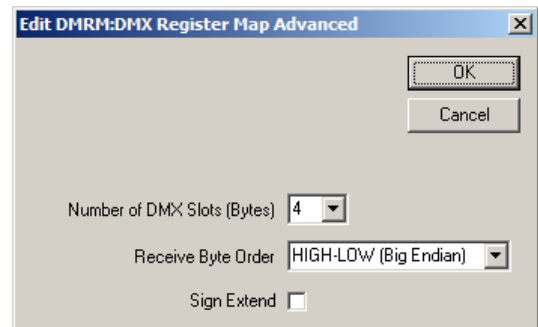 Edit DMRM:DMX Register Map Advanced
OK
Cancel
Number of DMX Slots (Bytes) 4
Receive Byte Order HIGH-LOW (Big Endian)
Sign Extend